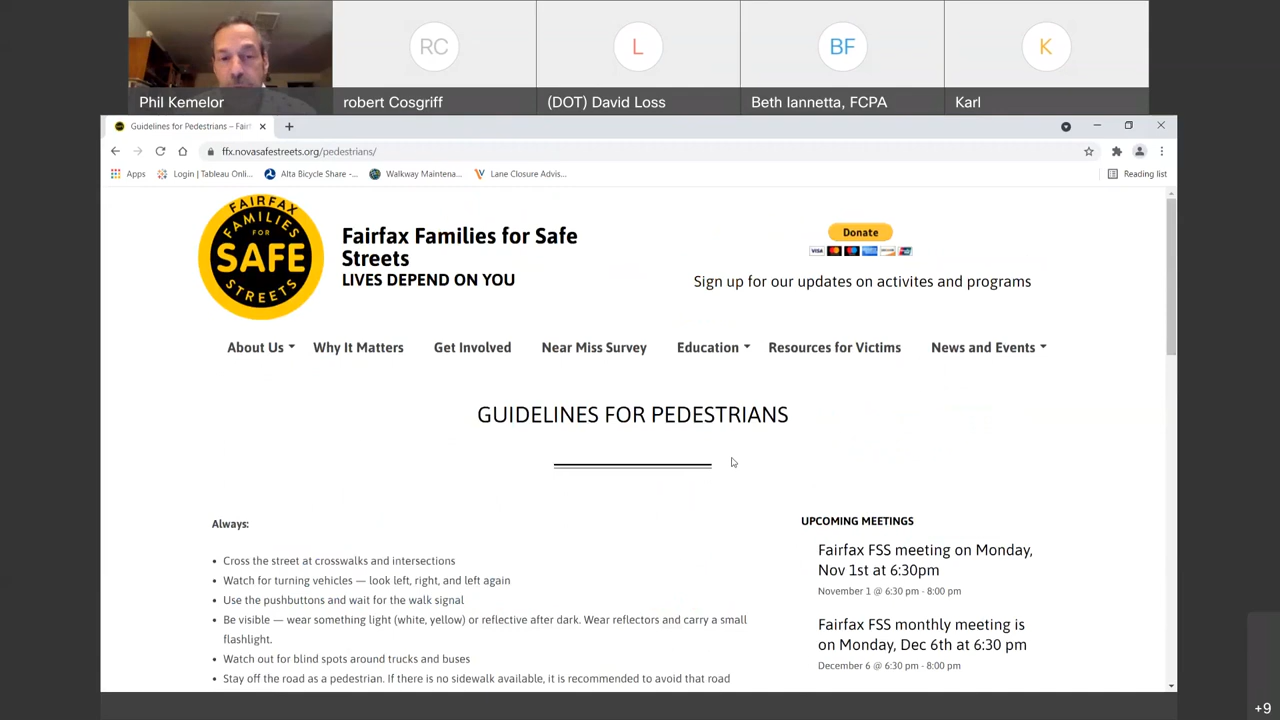 RC
L
BF
K
Phil Kemelor
robert Cosgriff
(DOT) David Loss
Beth Iannetta, FCPA
Karl
Guidelines for Pedestrians – Fair
ffx.novasafestreets.org/pedestrians/
Apps
Login | Tableau Onli...
Alta Bicycle Share -...
Walkway Maintena...
Lane Closure Advis...
Reading list
FAIRFAX
FAMILIES
FOR
SAFE
STREETS
Fairfax Families for Safe
Streets
LIVES DEPEND ON YOU
Donate
VISA
Sign up for our updates on activites and programs
About Us
Why It Matters
Get Involved
Near Miss Survey
Education
Resources for Victims
News and Events
GUIDELINES FOR PEDESTRIANS
Always:
• Cross the street at crosswalks and intersections
• Watch for turning vehicles — look left, right, and left again
• Use the pushbuttons and wait for the walk signal
• Be visible — wear something light (white, yellow) or reflective after dark. Wear reflectors and carry a small
flashlight.
• Watch out for blind spots around trucks and buses
• Stay off the road as a pedestrian. If there is no sidewalk available, it is recommended to avoid that road
UPCOMING MEETINGS
Fairfax FSS meeting on Monday,
Nov 1st at 6:30pm
November 1 @ 6:30 pm - 8:00 pm
Fairfax FSS monthly meeting is
on Monday, Dec 6th at 6:30 pm
December 6 @ 6:30 pm - 8:00 pm
+9